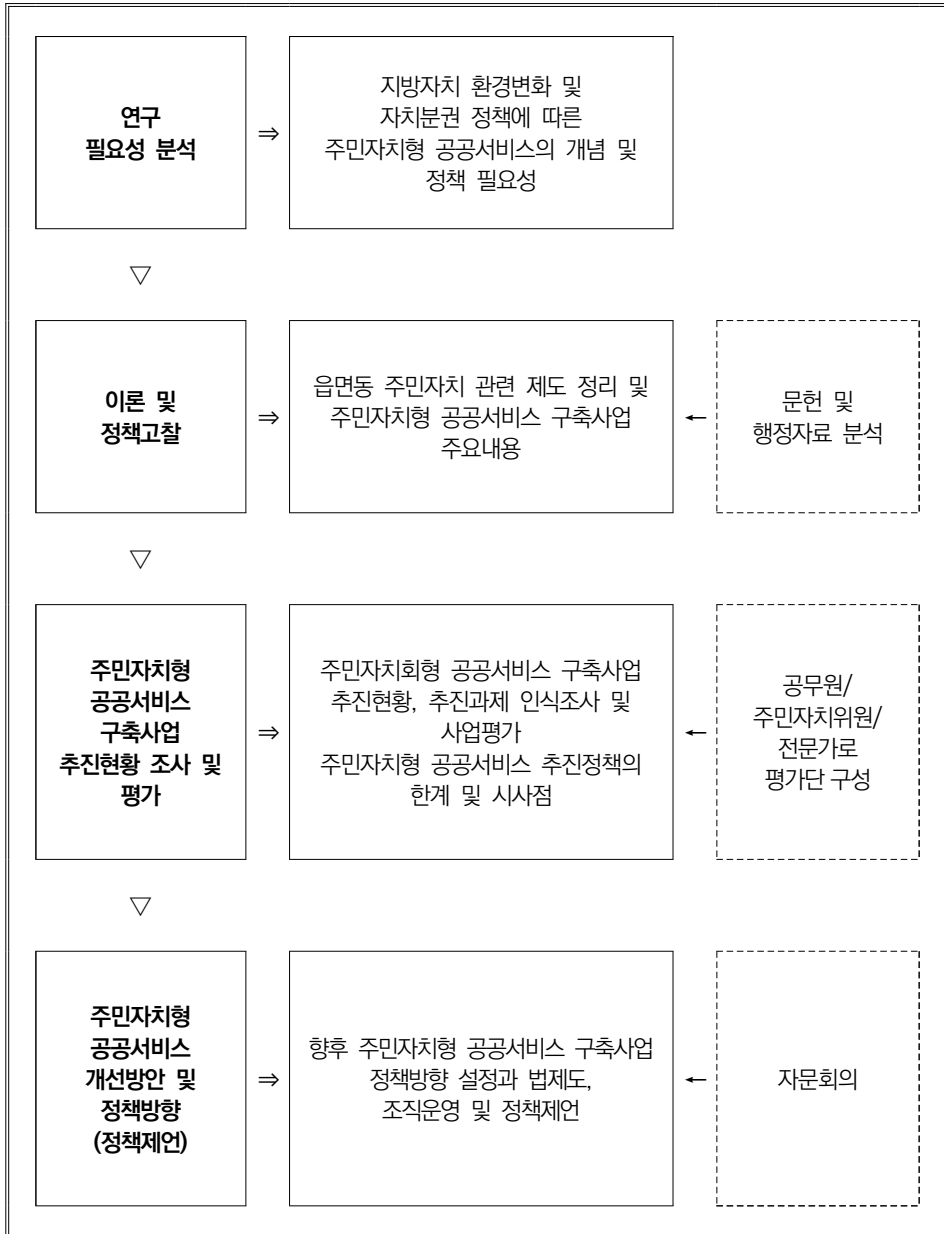 연구
필요성 분석
⇒
지방자치 환경변화 및
자치분권 정책에 따른
주민자치형 공공서비스의 개념 및
정책 필요성
▽
이론 및
정책고찰
⇒
읍면동 주민자치 관련 제도 정리 및
주민자치형 공공서비스 구축사업
주요내용
←
문헌 및
행정자료 분석
▽
주민자치형
공공서비스
구축사업
추진현황 조사 및
평가
⇒
주민자치회형 공공서비스 구축사업
추진현황, 추진과제 인식조사 및
사업평가
주민자치형 공공서비스 추진정책의
한계 및 시사점
←
공무원/
주민자치위원/
전문가로
평가단 구성
▽
주민자치형
공공서비스
개선방안 및
정책방향
(정책제언)
⇒
향후 주민자치형 공공서비스 구축사업
정책방향 설정과 법제도,
조직운영 및 정책제언
←
자문회의